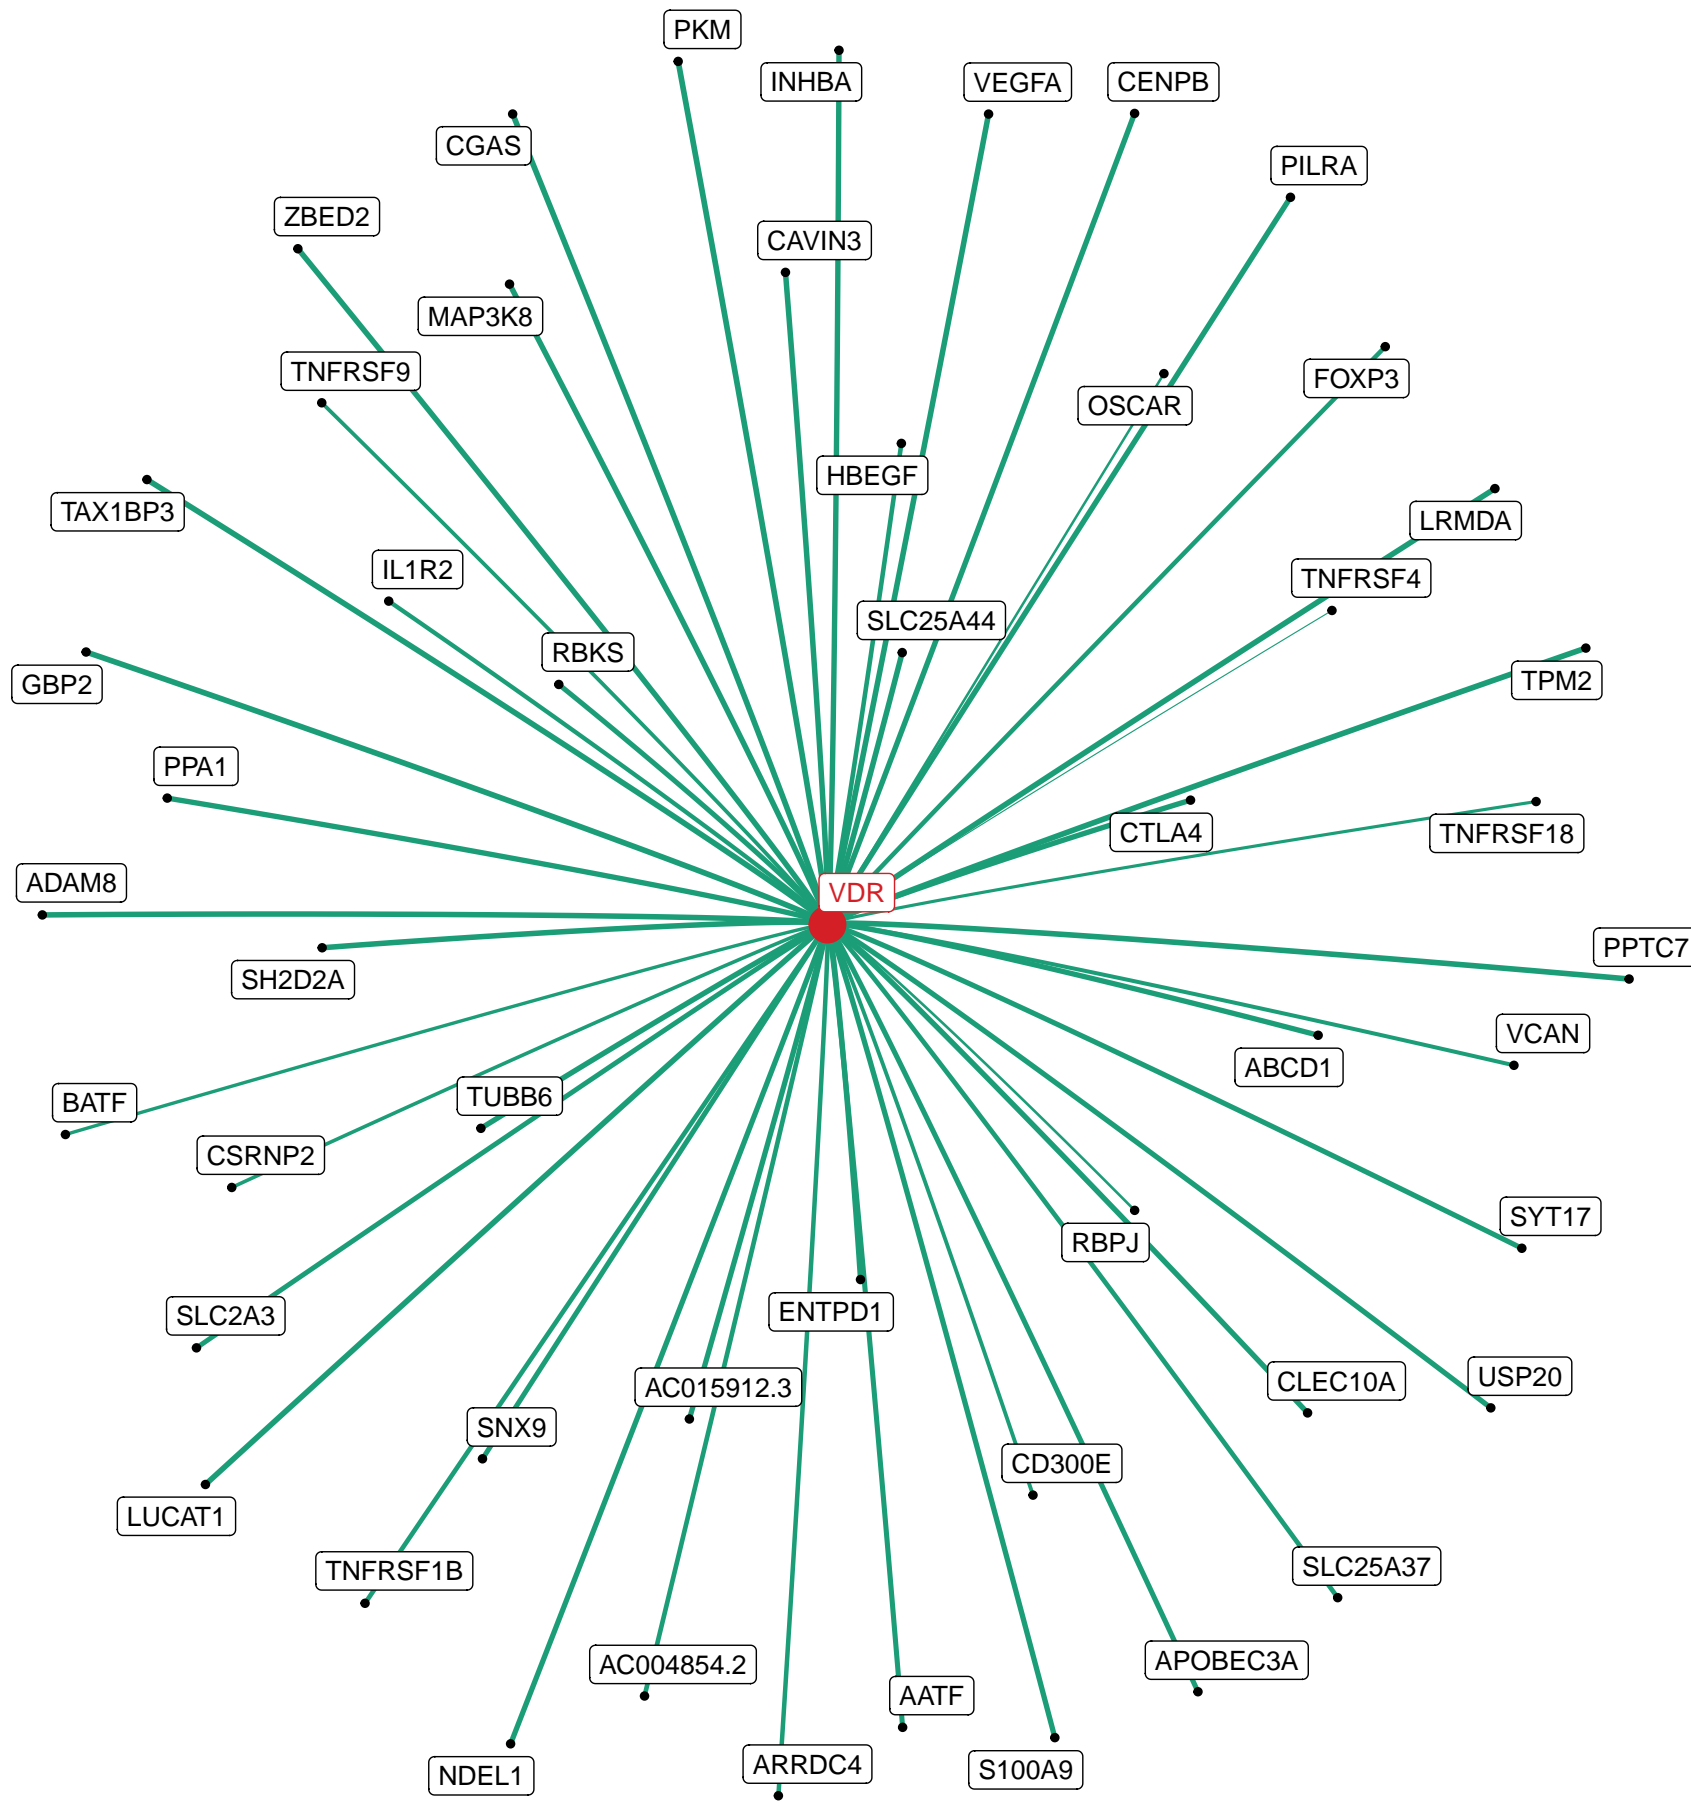 PKM
INHBA
VEGFA
CENPB
CGAS
PILRA
ZBED2
CAVIN3
MAP3K8
TNFRSF9
FOXP3
OSCAR
HBEGF
TAX1BP3
LRMDA
IL1R2
TNFRSF4
SLC25A44
RBKS
GBP2
TPM2
PPA1
CTLA4
TNFRSF18
ADAM8
VDR
PPTC7
SH2D2A
VCAN
ABCD1
TUBB6
BATF
CSRNP2
SYT17
RBPJ
ENTPD1
SLC2A3
USP20
CLEC10A
AC015912.3
SNX9
CD300E
LUCAT1
SLC25A37
TNFRSF1B
APOBEC3A
AC004854.2
AATF
ARRDC4
S100A9
NDEL1